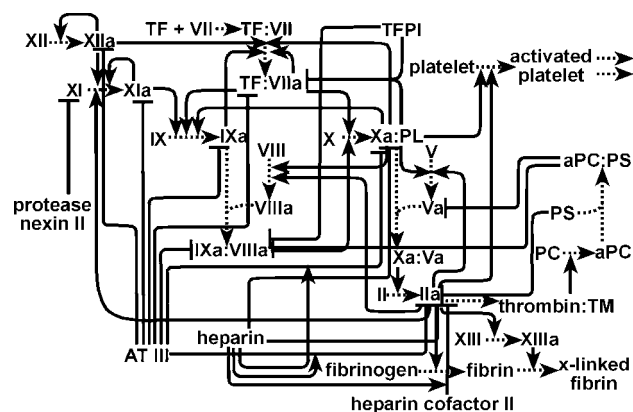 XII XIIa TF + VII TF:VII TFPI
platelet activated
platelet
XI XIa TF:VIIa
IX IXa X Xa:PL V
VIII aPC:PS
protease
nexin II
VIIIa Va PS
IXa:VIIIa Xa:Va PC aPC
II IIa thrombin:TM
heparin XIII XIIIa
AT III
fibrinogen fibrin x-linked
fibrin
heparin cofactor II